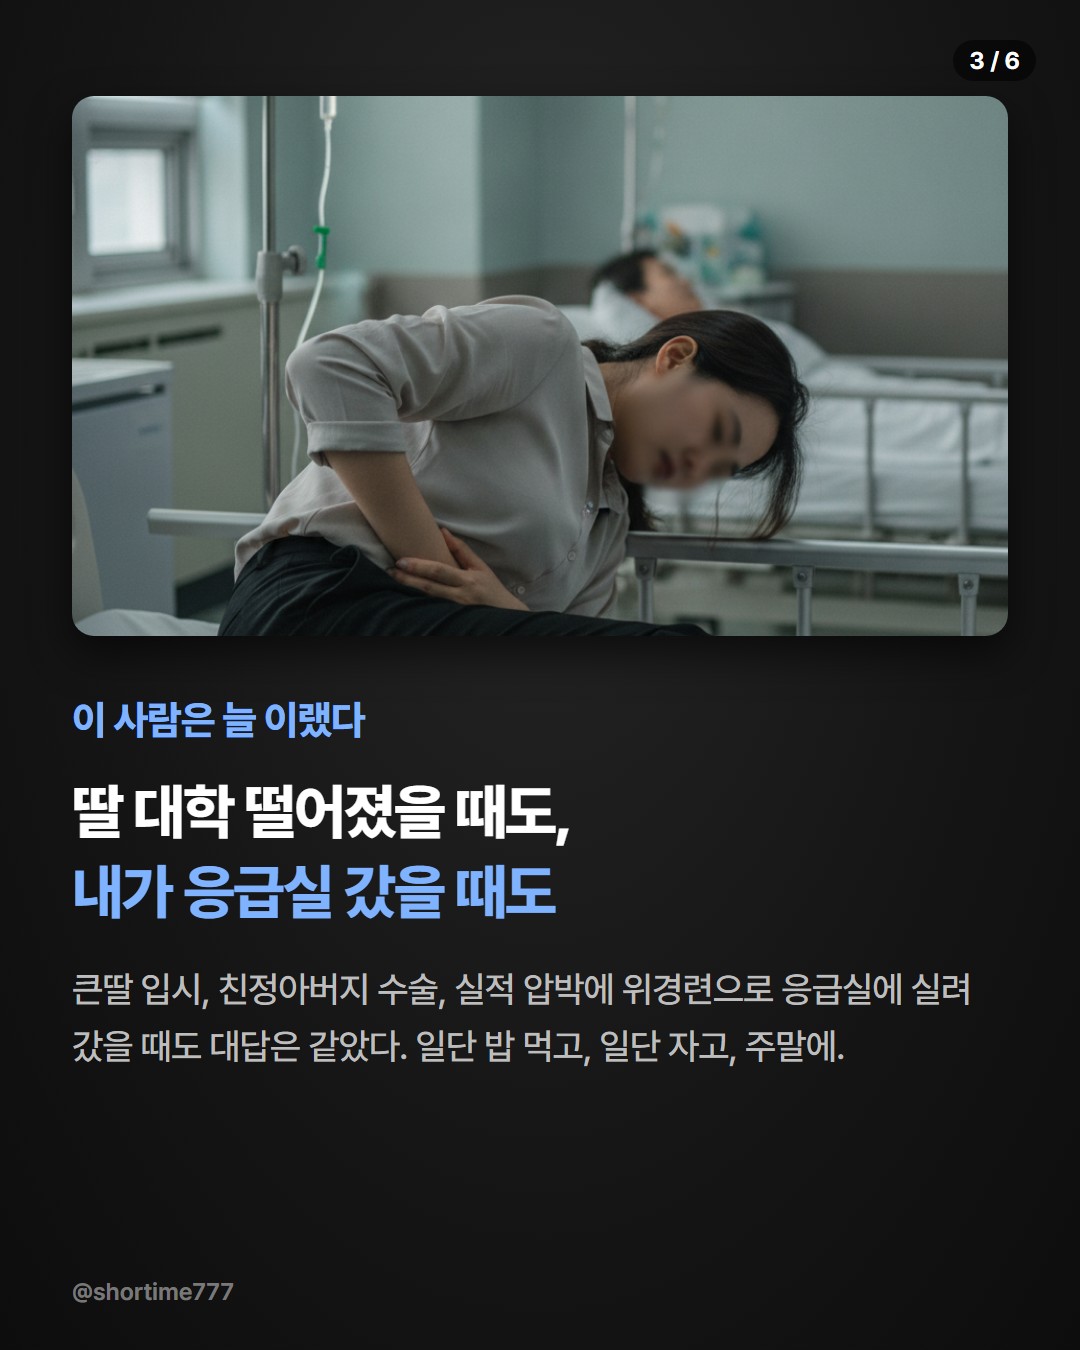 3 / 6
이 사람은 늘 이랬다
딸 대학 떨어졌을 때도,
내가 응급실 갔을 때도
큰딸 입시, 친정아버지 수술, 실적 압박에 위경련으로 응급실에 실려
갔을 때도 대답은 같았다. 일단 밥 먹고, 일단 자고, 주말에.
@shortime777